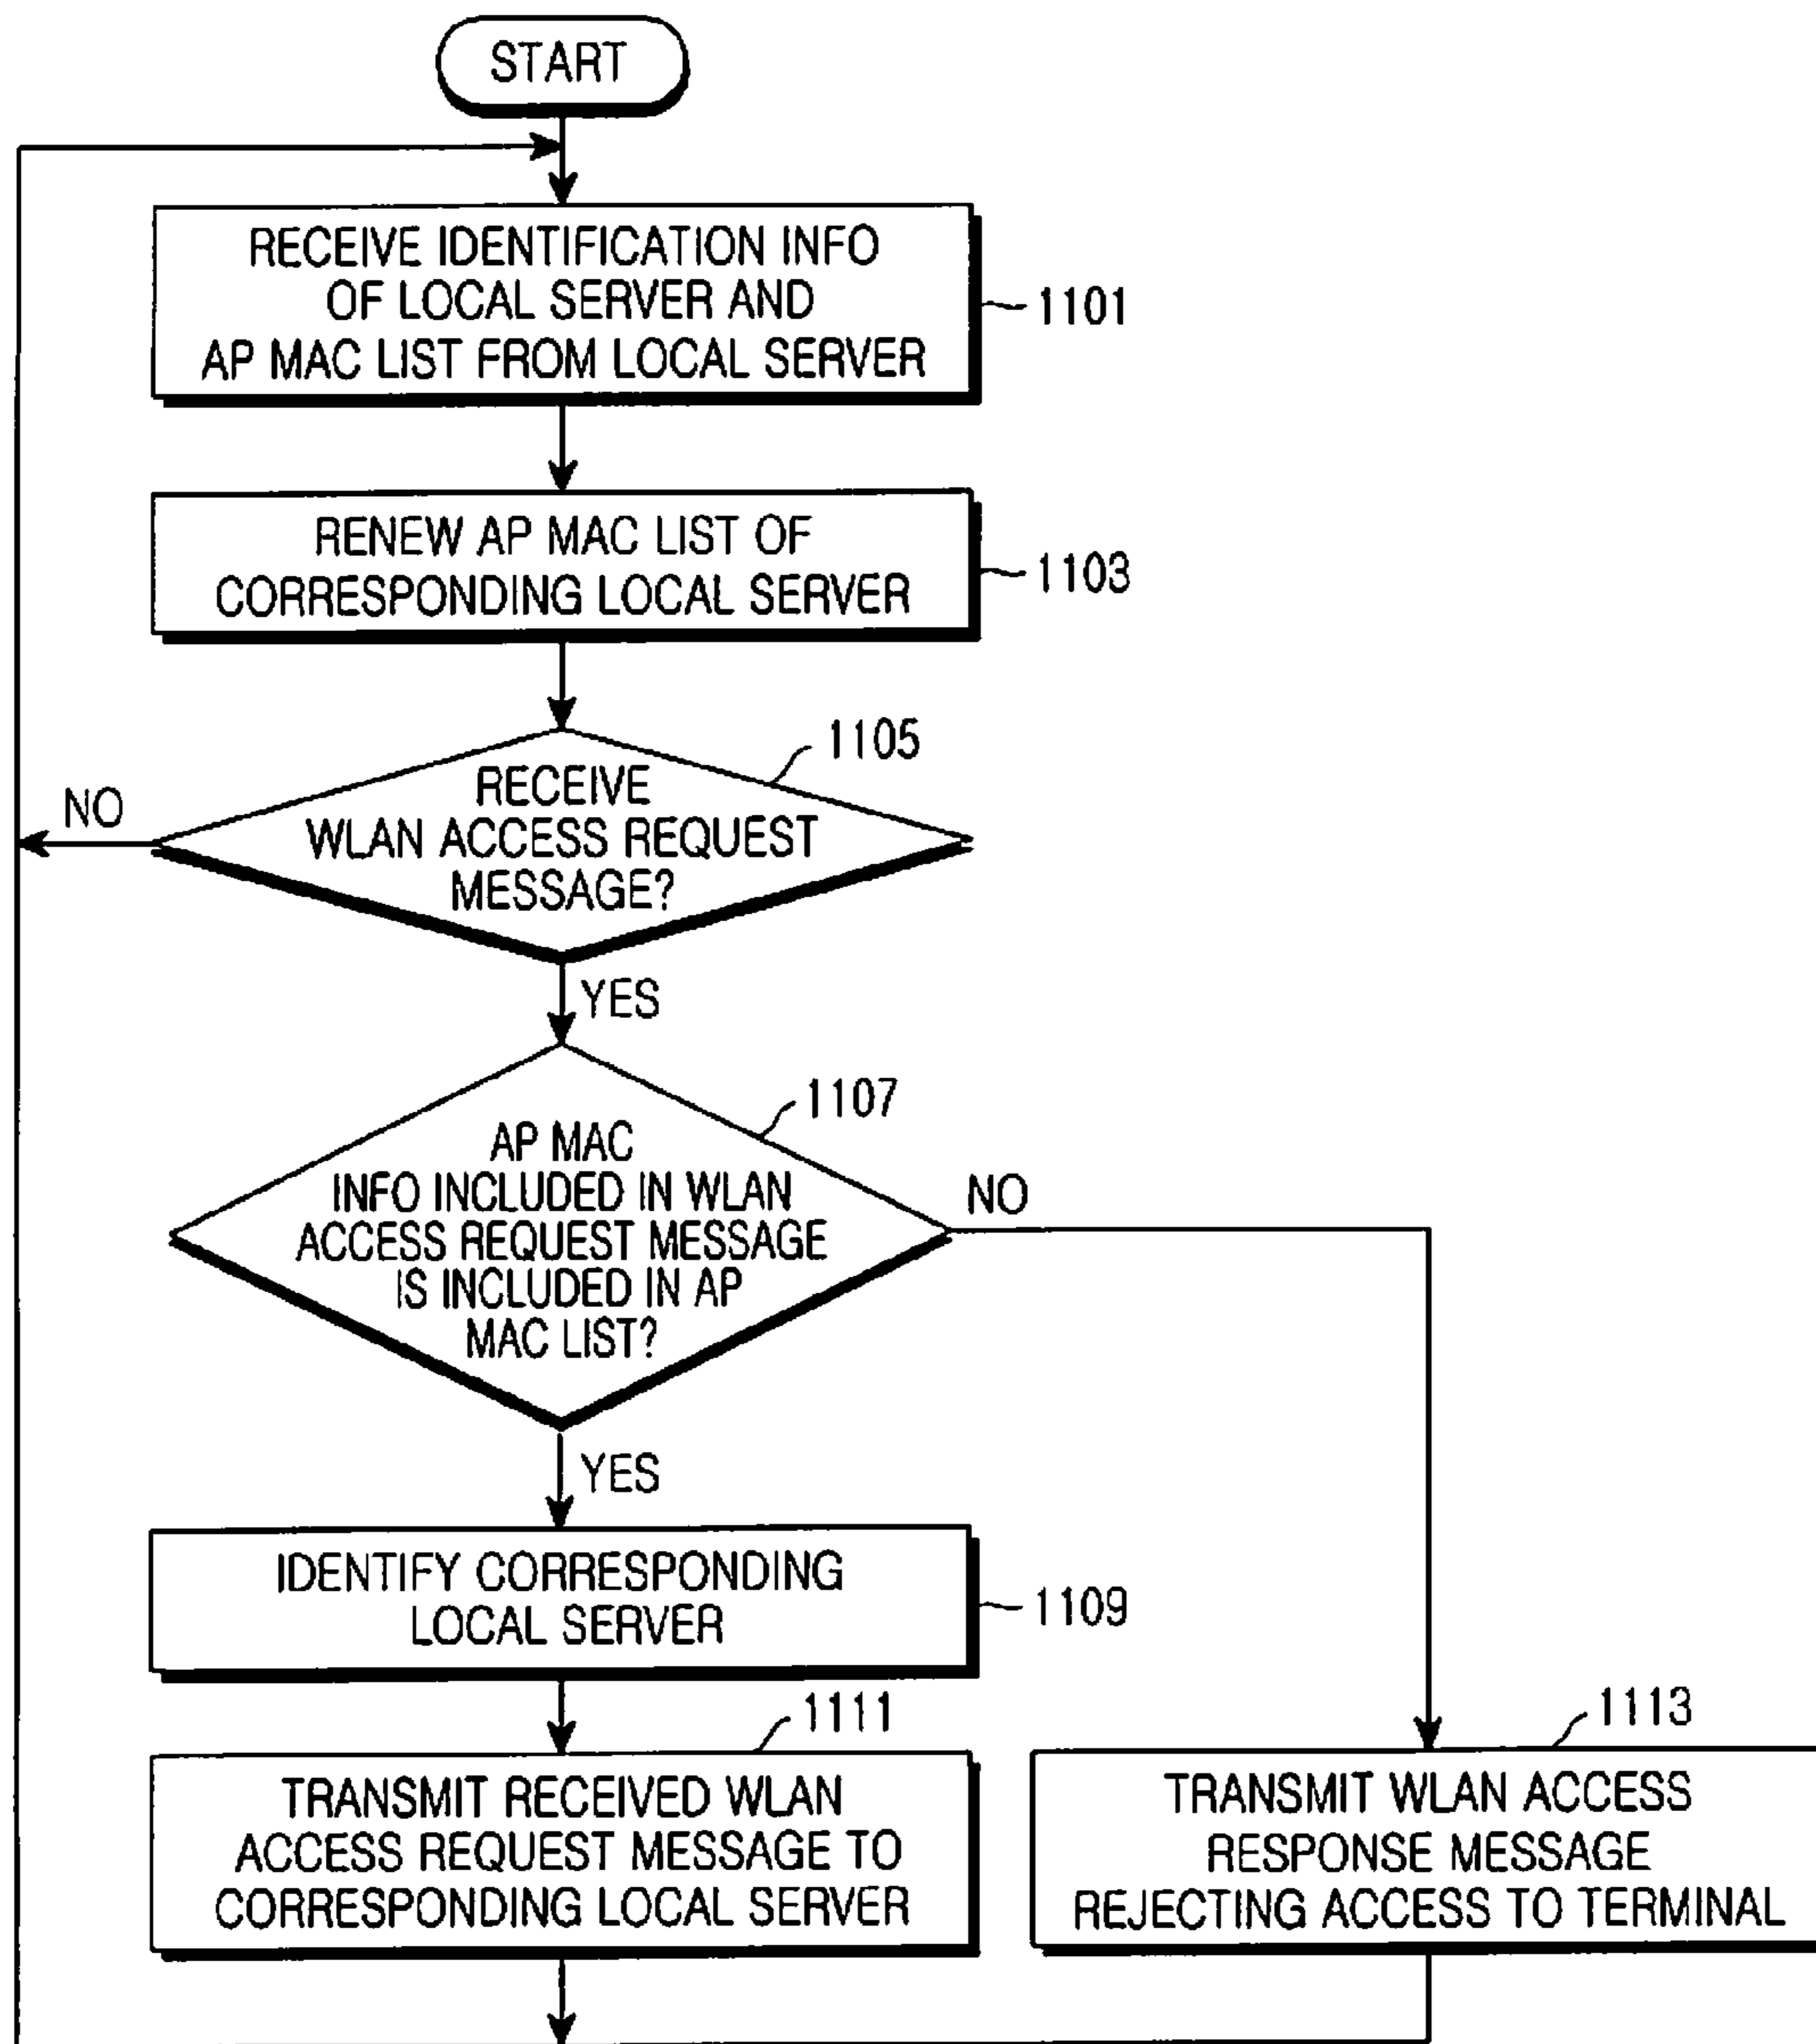 START
RECEIVE IDENTIFICATION INFO
OF LOCAL SERVER AND
AP MAC LIST FROM LOCAL SERVER
1101
RENEW AP MAC LIST OF
CORRESPONDING LOCAL SERVER
1103
1105
RECEIVE
WLAN ACCESS REQUEST
MESSAGE?
NO
YES
1107
AP MAC
INFO INCLUDED IN WLAN
ACCESS REQUEST MESSAGE
IS INCLUDED IN AP
MAC LIST?
NO
YES
IDENTIFY CORRESPONDING
LOCAL SERVER
1109
1111
TRANSMIT RECEIVED WLAN
ACCESS REQUEST MESSAGE TO
CORRESPONDING LOCAL SERVER
1113
TRANSMIT WLAN ACCESS
RESPONSE MESSAGE
REJECTING ACCESS TO TERMINAL